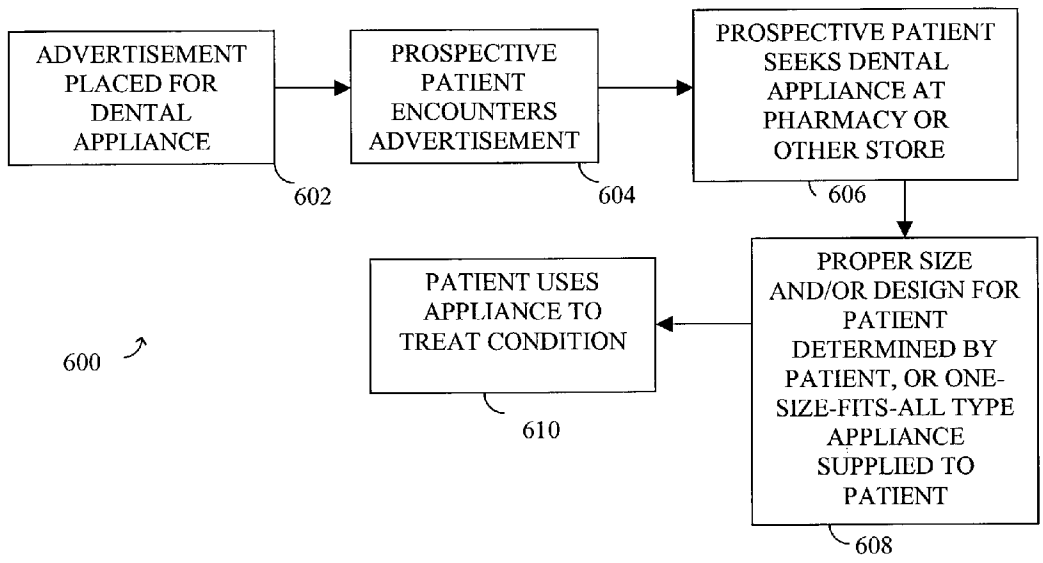 ADVERTISEMENT
PLACED FOR
DENTAL
APPLIANCE
602
PROSPECTIVE
PATIENT
ENCOUNTERS
ADVERTISEMENT
604
PROSPECTIVE PATIENT
SEEKS DENTAL
APPLIANCE AT
PHARMACY OR
OTHER STORE
606
PROPER SIZE
AND/OR DESIGN FOR
PATIENT
DETERMINED BY
PATIENT, OR ONE-
SIZE-FITS-ALL TYPE
APPLIANCE
SUPPLIED TO
PATIENT
608
PATIENT USES
APPLIANCE TO
TREAT CONDITION
610
600